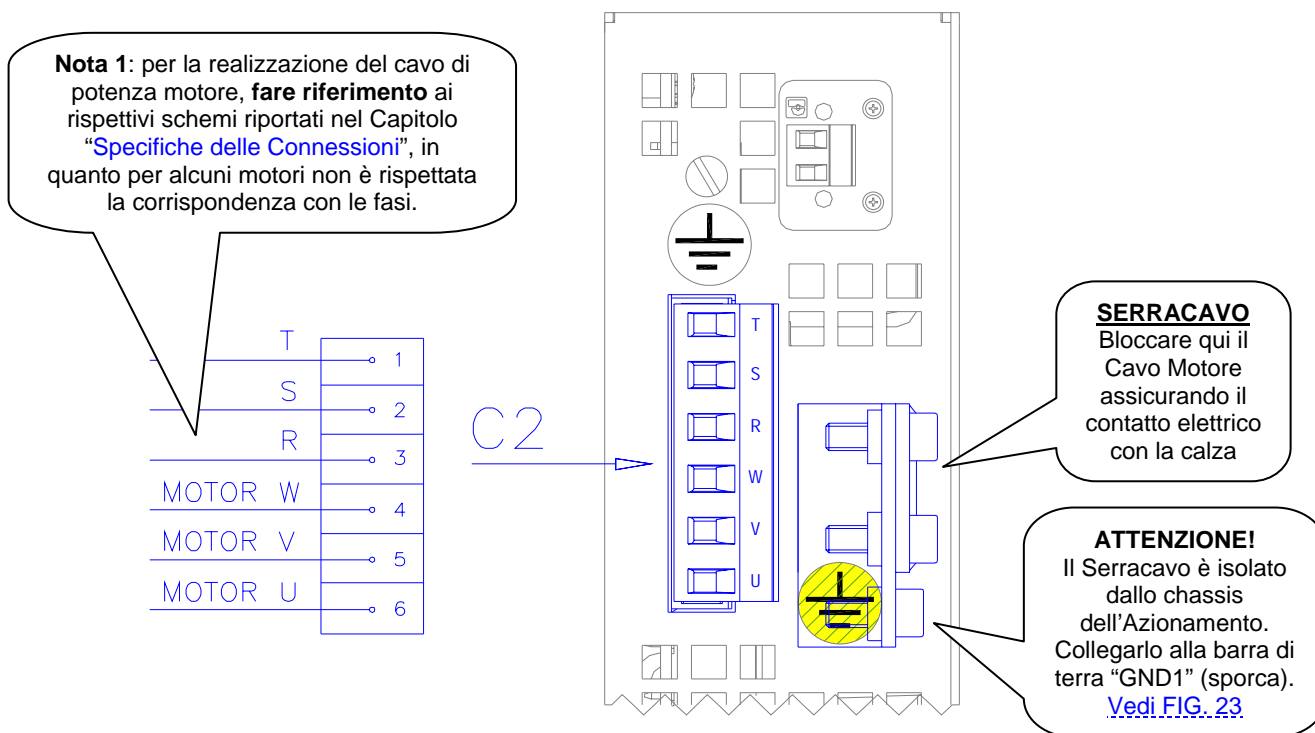 Nota 1: per la realizzazione del cavo di
potenza motore, fare riferimento ai
rispettivi schemi riportati nel Capitolo
“Specifiche delle Connessioni”, in
quanto per alcuni motori non è rispettata
la corrispondenza con le fasi.
T
1
S
2
R
3
MOTOR W
4
MOTOR V
5
MOTOR U
6
C2
T
S
R
W
V
U
SERRACAVO
Bloccare qui il
Cavo Motore
assicurando il
contatto elettrico
con la calza
ATTENZIONE!
Il Serracavo è isolato
dallo chassis
dell’Azionamento.
Collegarlo alla barra di
terra “GND1” (sporca).
Vedi FIG. 23